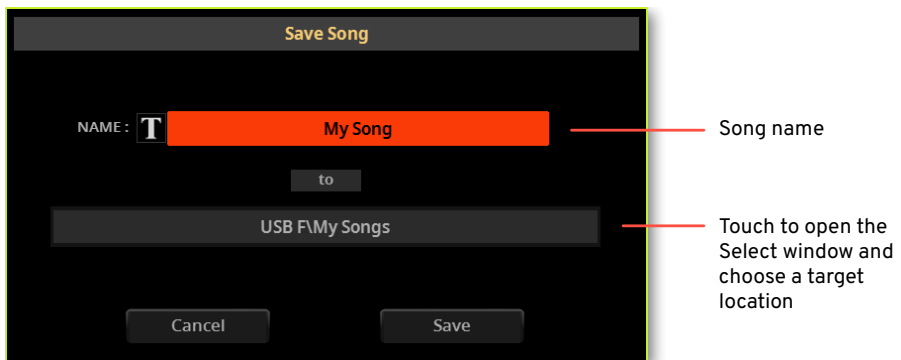 Save Song
NAME : T My Song
Song name
to
USB F\My Songs
Touch to open the
Select window and
choose a target
location
Cancel Save